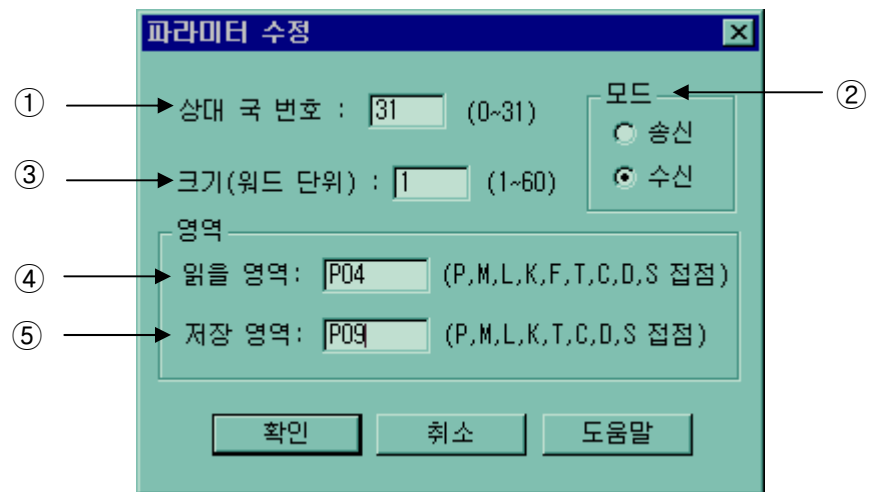 파라미터 수정
① 상대 국 번호 : 31 (0~31) 모드 ②
송신
③ 크기(워드 단위) : 1 (1~60) 수신
영역
④ 읽을 영역: P04 (P,M,L,K,F,T,C,D,S 접점)
⑤ 저장 영역: P09 (P,M,L,K,T,C,D,S 접점)
확인 취소 도움말